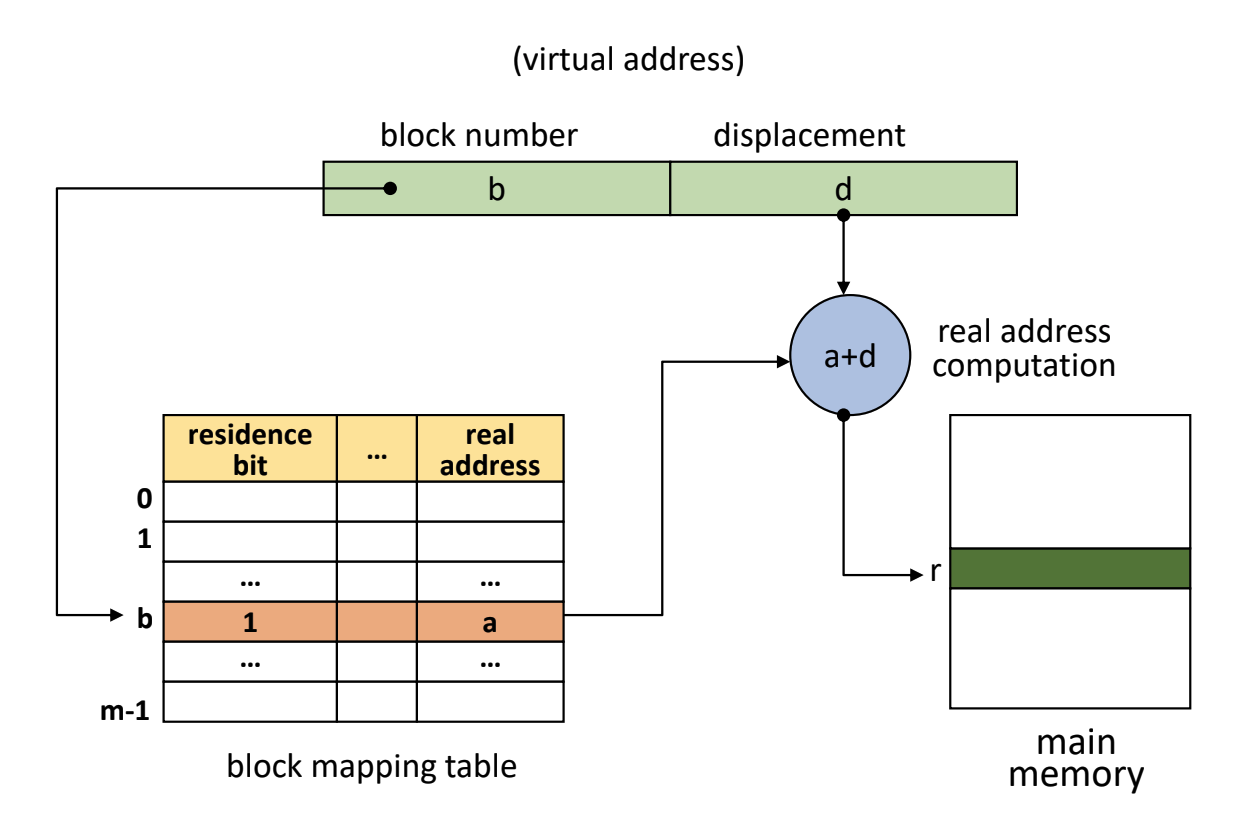 (virtual address)
block number displacement
b d
a+d
real address
computation
residence
bit
...
real
address
0
1
... ...
b 1 a
... ...
m-1
r
block mapping table
main
memory